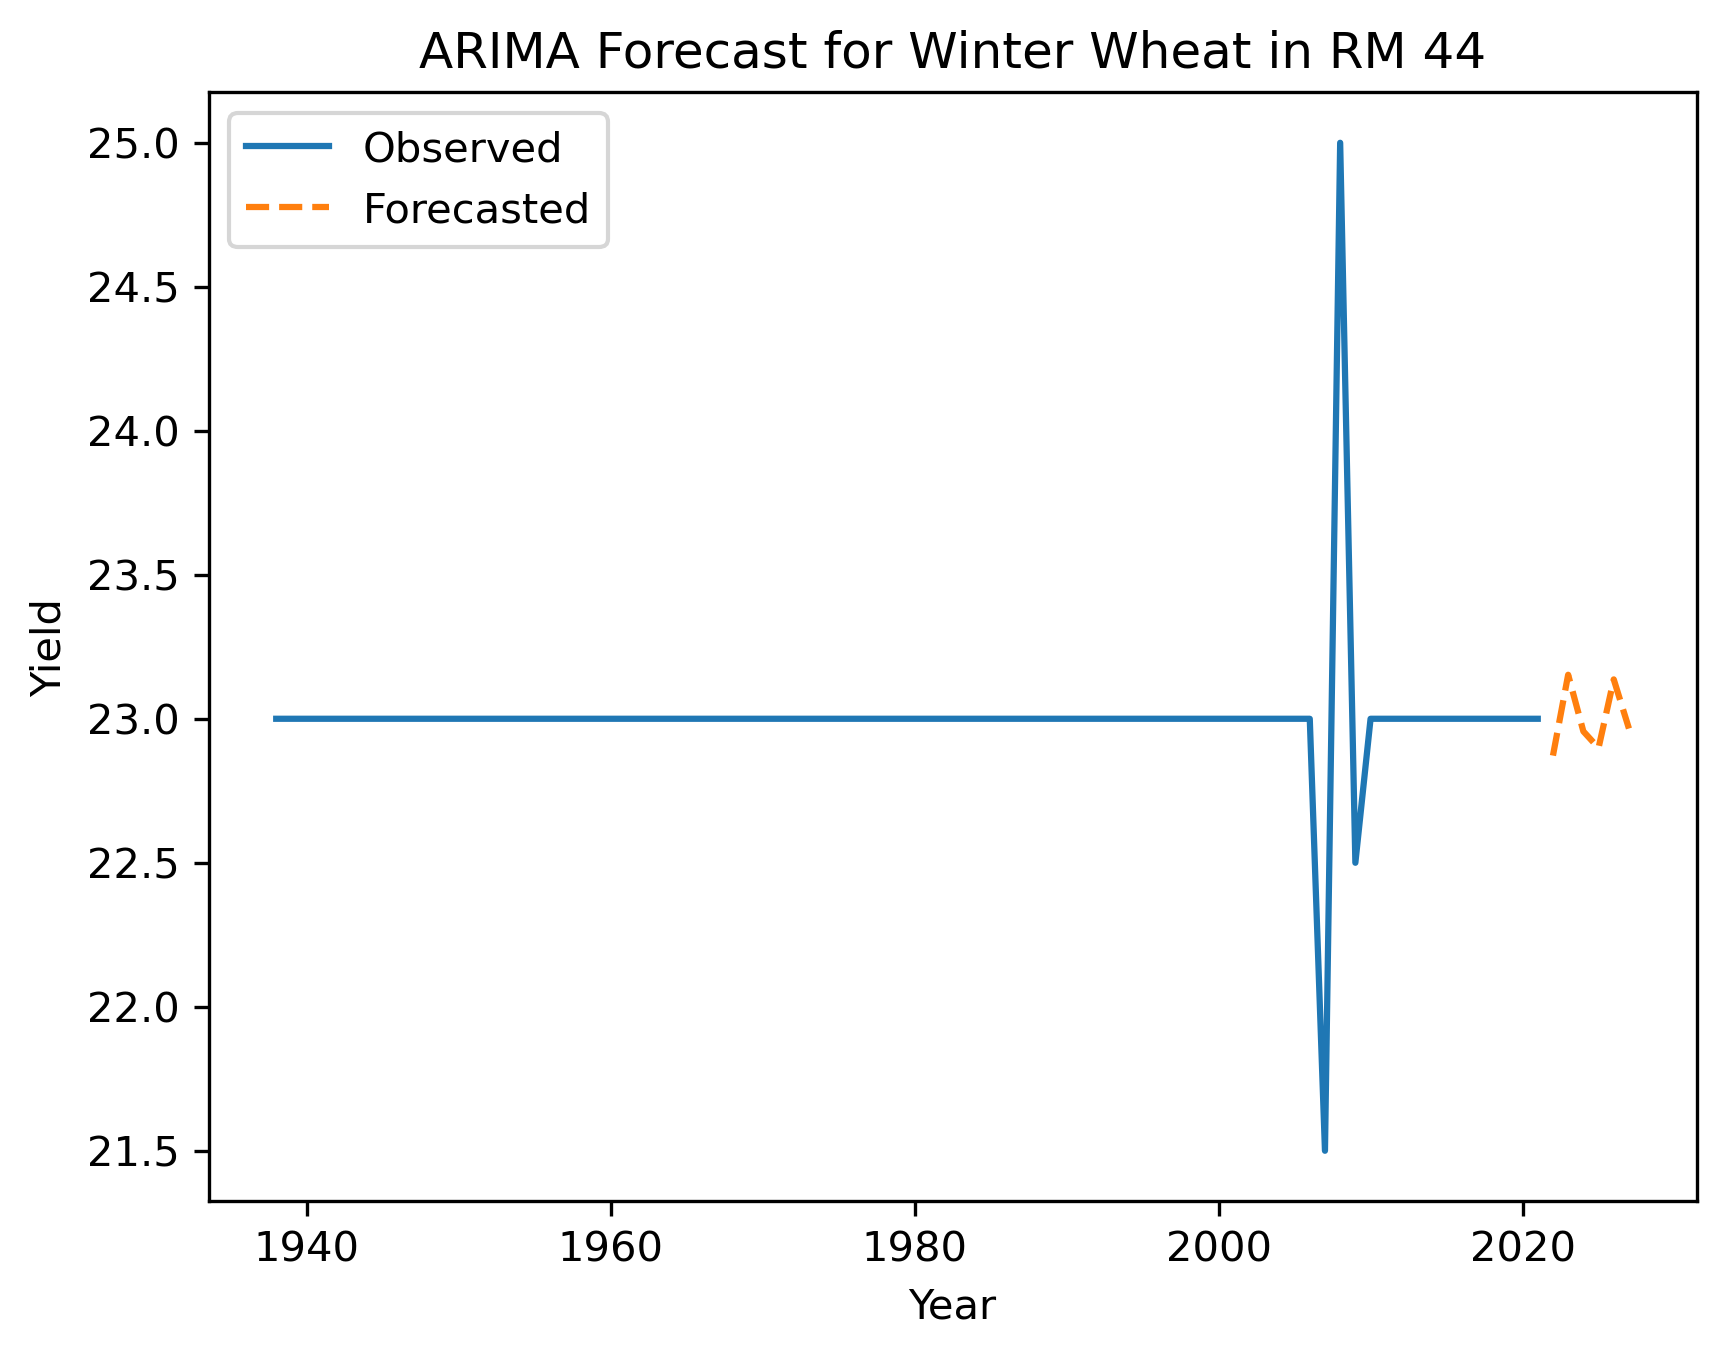 ARIMA Forecast for Winter Wheat in RM 44
Observed
Forecasted
25.0
24.5
24.0
23.5
23.0
22.5
22.0
21.5
Yield
1940 1960 1980 2000 2020
Year